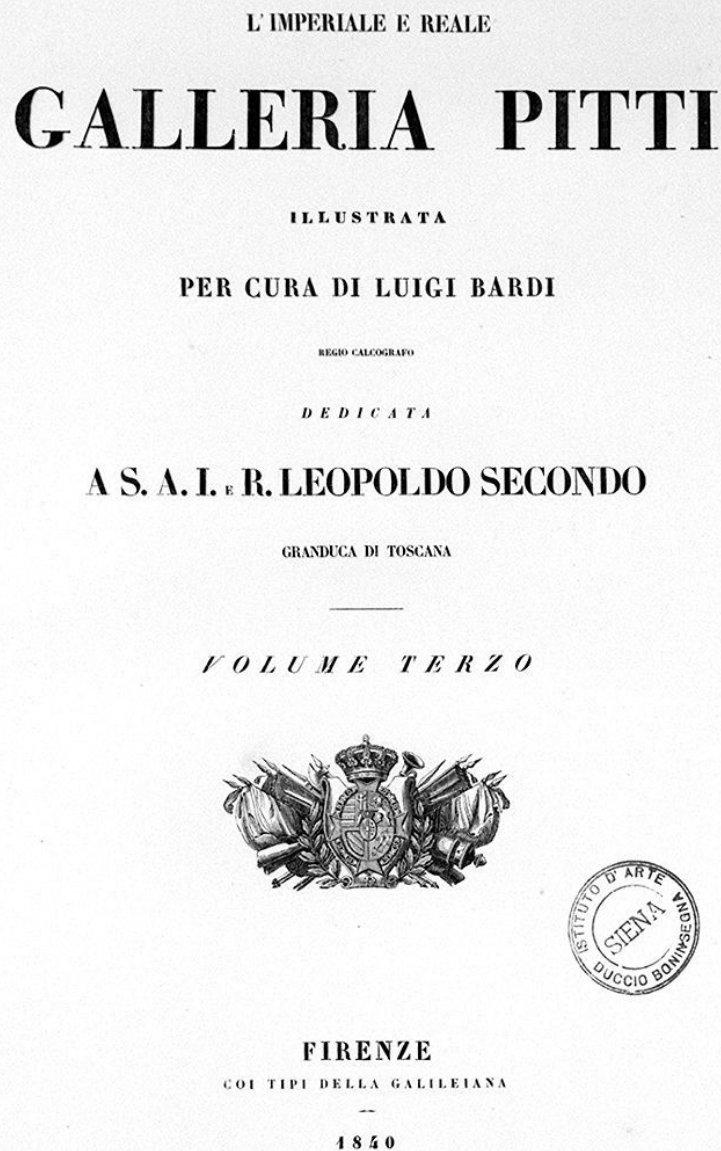 L'IMPERIALE E REALE
GALLERIA PITTI
ILLUSTRATA
PER CURA DI LUIGI BARDI
REGIO CALCOGRAFO
DEDICATA
A S. A. I. E R. LEOPOLDO SECONDO
GRANDUCA DI TOSCANA
VOLUME TERZO
ISTITUTO D'ARTE
SIENA
DUCCIO BONINSEGNA
FIRENZE
COI TIPI DELLA GALILEIANA
1840